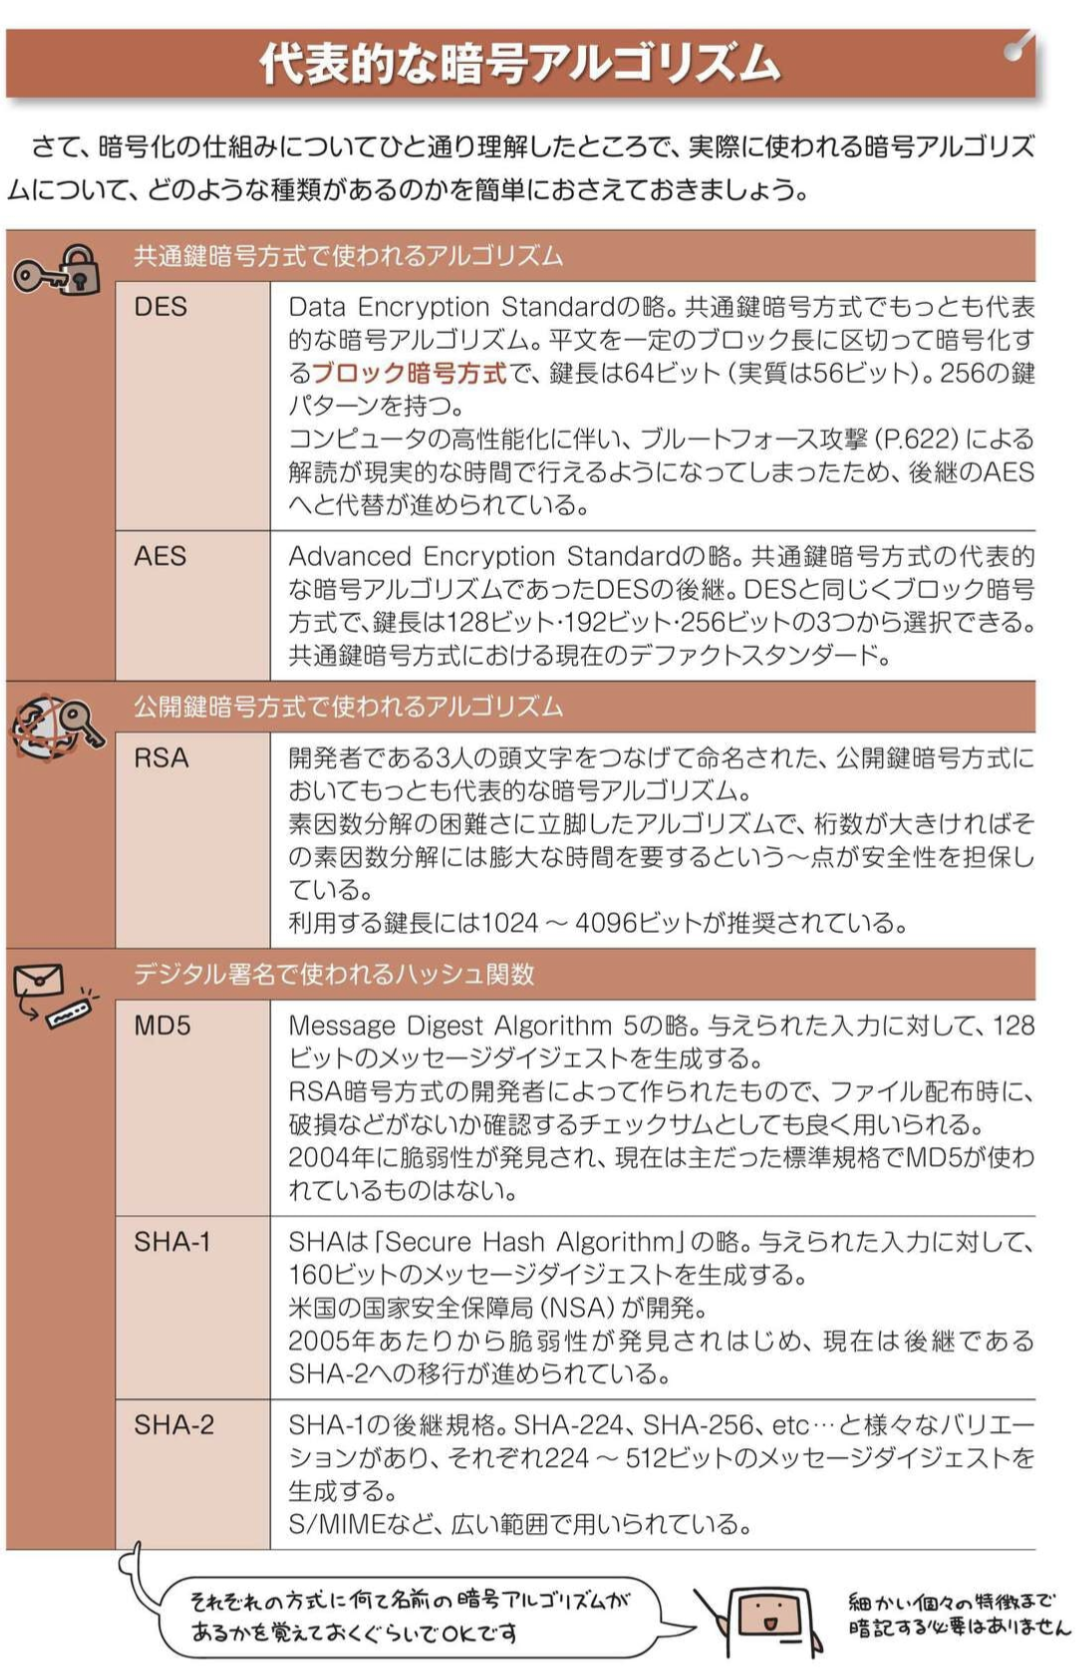 代表的な暗号アルゴリズム
さて、暗号化の仕組みについてひと通り理解したところで、実際に使われる暗号アルゴリズ
ムについて、どのような種類があるのかを簡単におさえておきましょう。
共通鍵暗号方式で使われるアルゴリズム
DES
Data Encryption Standardの略。共通鍵暗号方式でもっとも代表
的な暗号アルゴリズム。平文を一定のブロック長に区切って暗号化す
るブロック暗号方式で、鍵長は64ビット（実質は56ビット）。256の鍵
パターンを持つ。
コンピュータの高性能化に伴い、ブルートフォース攻撃（P.622）による
解読が現実的な時間で行えるようになってしまったため、後継のAES
へと代替が進められている。
AES
Advanced Encryption Standardの略。共通鍵暗号方式の代表的
な暗号アルゴリズムであったDESの後継。DESと同じくブロック暗号
方式で、鍵長は128ビット・192ビット・256ビットの3つから選択できる。
共通鍵暗号方式における現在のデファクトスタンダード。
公開鍵暗号方式で使われるアルゴリズム
RSA
開発者である3人の頭文字をつなげて命名された、公開鍵暗号方式に
おいてもっとも代表的な暗号アルゴリズム。
素因数分解の困難さに立脚したアルゴリズムで、桁数が大きければそ
の素因数分解には膨大な時間を要するという～点が安全性を担保し
ている。
利用する鍵長には1024～4096ビットが推奨されている。
デジタル署名で使われるハッシュ関数
MD5
Message Digest Algorithm 5の略。与えられた入力に対して、128
ビットのメッセージダイジェストを生成する。
RSA暗号方式の開発者によって作られたもので、ファイル配布時に、
破損などがないか確認するチェックサムとしても良く用いられる。
2004年に脆弱性が発見され、現在は主だった標準規格でMD5が使わ
れているものはない。
SHA-1
SHAは「Secure Hash Algorithm」の略。与えられた入力に対して、
160ビットのメッセージダイジェストを生成する。
米国の国家安全保障局（NSA）が開発。
2005年あたりから脆弱性が発見されはじめ、現在は後継である
SHA-2への移行が進められている。
SHA-2
SHA-1の後継規格。SHA-224、SHA-256、etc…と様々なバリエー
ションがあり、それぞれ224～512ビットのメッセージダイジェストを
生成する。
S/MIMEなど、広い範囲で用いられている。
それぞれの方式に何て名前の暗号アルゴリズムが
あるかを覚えておくぐらいでOKです
細かい個々の特徴まで
暗記する必要はありません